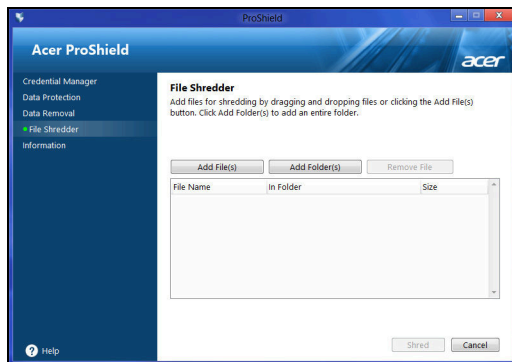 ProShield
Acer ProShield
acer
Credential Manager
Data Protection
Data Removal
File Shredder
Information
File Shredder
Add files for shredding by dragging and dropping files or clicking the Add File(s)
button. Click Add Folder(s) to add an entire folder.
Add File(s) Add Folder(s) Remove File
File Name In Folder Size
Shred Cancel
? Help